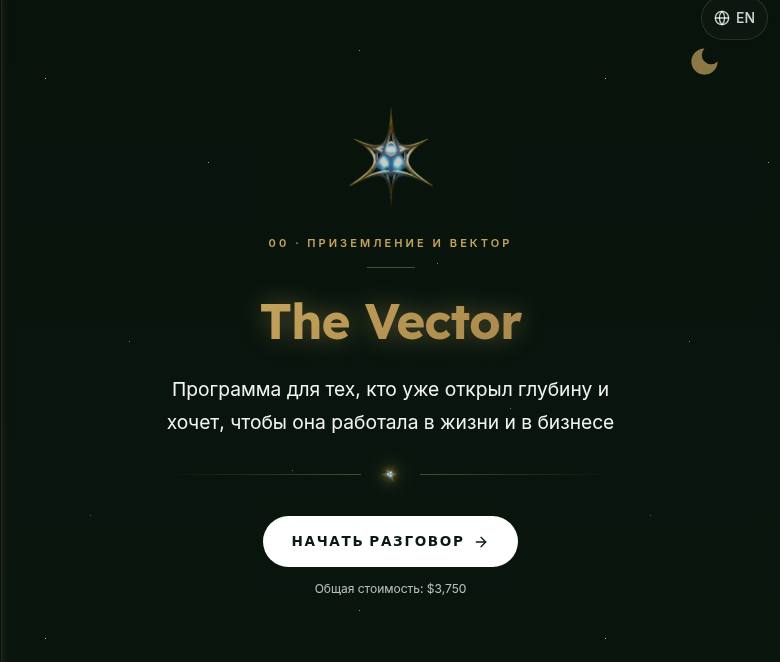 EN
00 · ПРИЗЕМЛЕНИЕ И ВЕКТОР
The Vector
Программа для тех, кто уже открыл глубину и
хочет, чтобы она работала в жизни и в бизнесе
НАЧАТЬ РАЗГОВОР →
Общая стоимость: $3,750